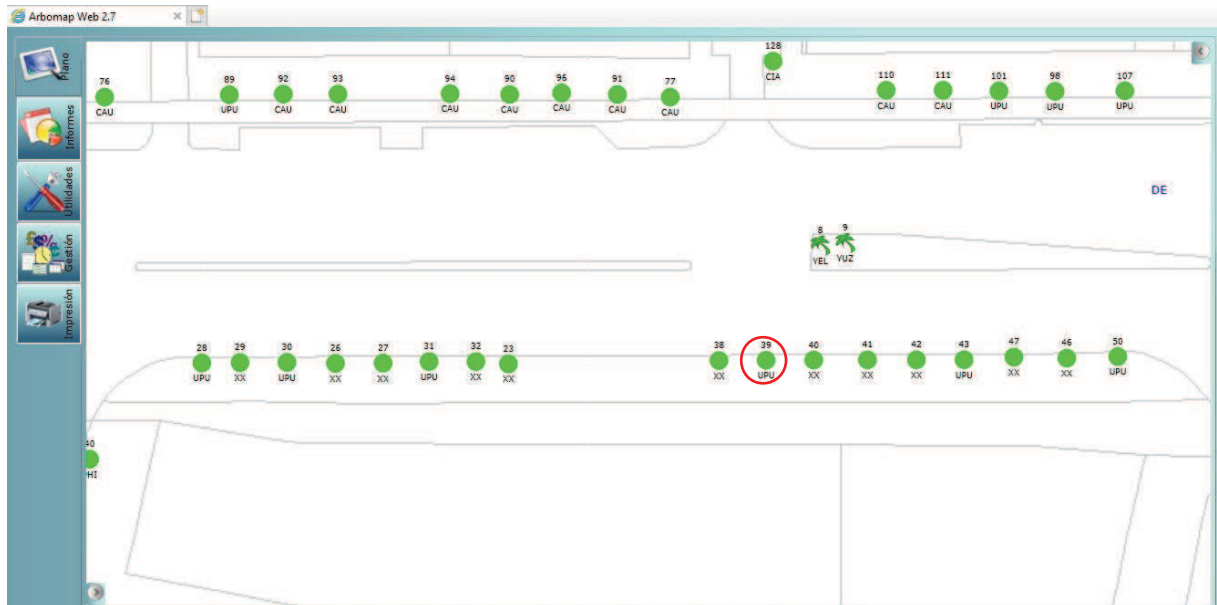 Arbomap Web 2.7
Plano
Informes
Utilidades
Gestión
Impresión
128
CIA
76 89 92 93 94 90 96 91 77 110 111 101 98 107
CAU UPU CAU CAU CAU CAU CAU CAU CAU CAU CAU UPU UPU UPU
DE
8 9
YEL YUZ
28 29 30 26 27 31 32 23 38 39 40 41 42 43 47 46 50
UPU XX UPU XX XX UPU XX XX XX UPU XX XX XX UPU XX XX UPU
40
HI